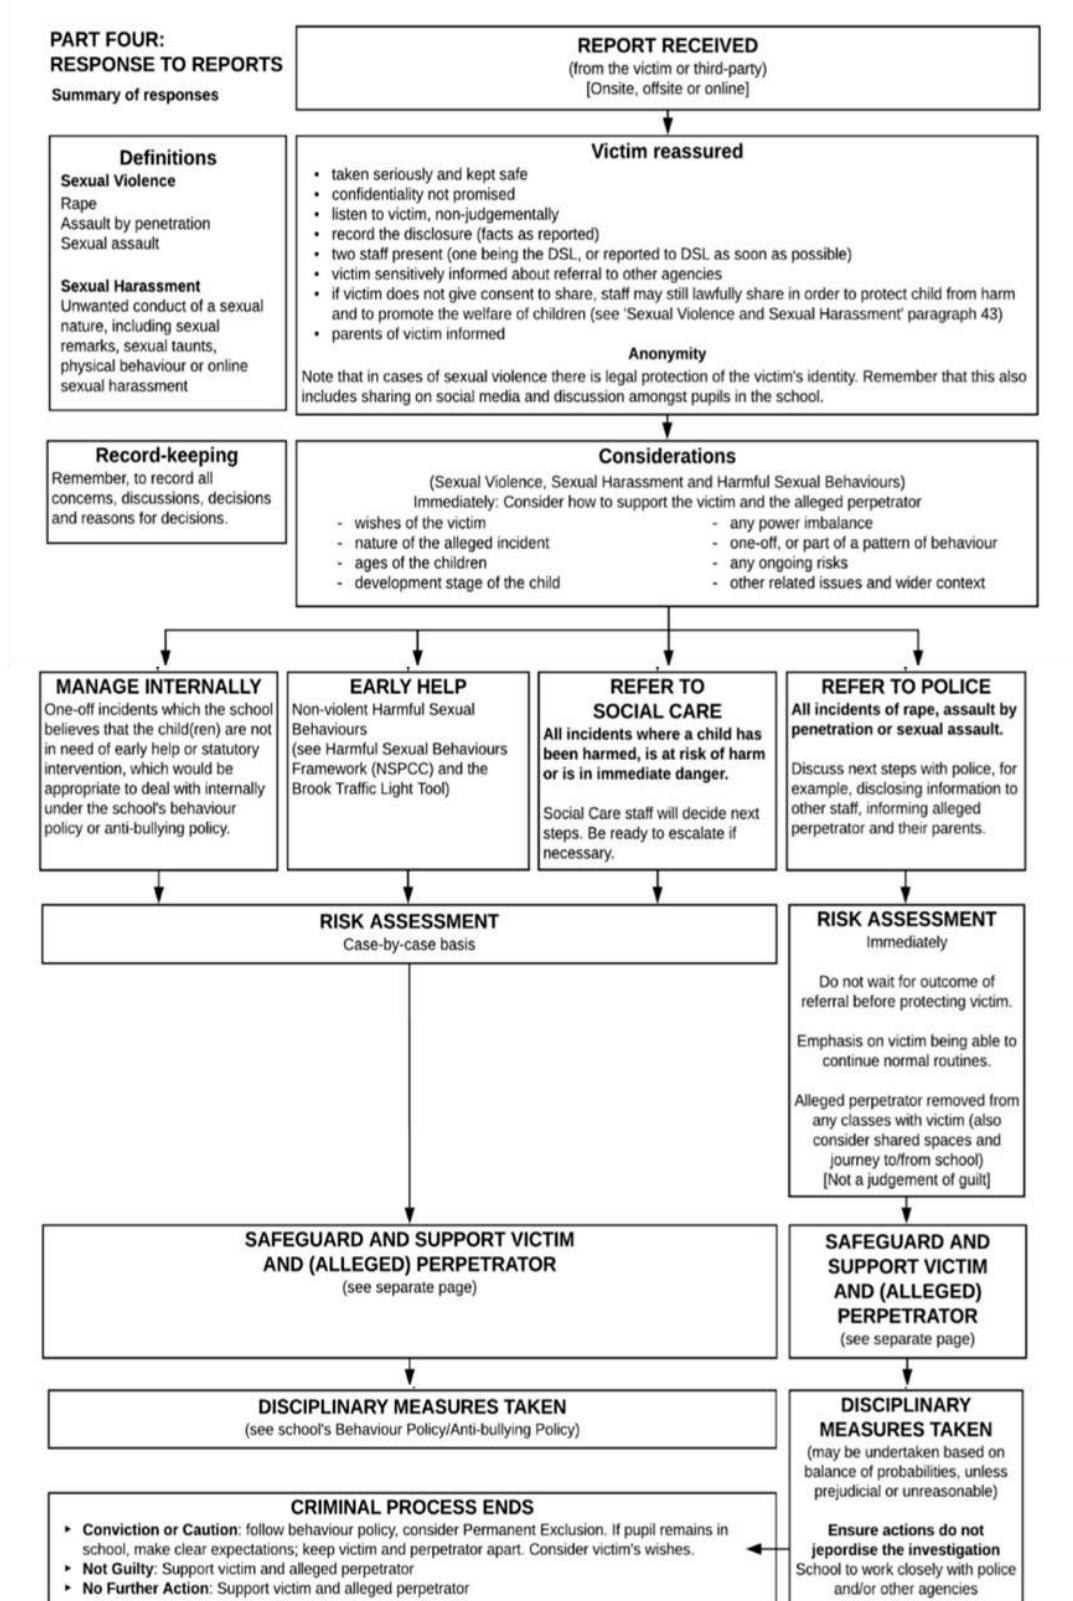 PART FOUR:
RESPONSE TO REPORTS
Summary of responses
REPORT RECEIVED
(from the victim or third-party)
[Onsite, offsite or online]
Definitions
Sexual Violence
Rape
Assault by penetration
Sexual assault
Sexual Harassment
Unwanted conduct of a sexual
nature, including sexual
remarks, sexual taunts,
physical behaviour or online
sexual harassment
Victim reassured
• taken seriously and kept safe
• confidentiality not promised
• listen to victim, non-judgementally
• record the disclosure (facts as reported)
• two staff present (one being the DSL, or reported to DSL as soon as possible)
• victim sensitively informed about referral to other agencies
• if victim does not give consent to share, staff may still lawfully share in order to protect child from harm
and to promote the welfare of children (see 'Sexual Violence and Sexual Harassment' paragraph 43)
• parents of victim informed
Anonymity
Note that in cases of sexual violence there is legal protection of the victim's identity. Remember that this also
includes sharing on social media and discussion amongst pupils in the school.
Record-keeping
Remember, to record all
concerns, discussions, decisions
and reasons for decisions.
Considerations
(Sexual Violence, Sexual Harassment and Harmful Sexual Behaviours)
Immediately: Consider how to support the victim and the alleged perpetrator
- wishes of the victim
- nature of the alleged incident
- ages of the children
- development stage of the child
- any power imbalance
- one-off, or part of a pattern of behaviour
- any ongoing risks
- other related issues and wider context
MANAGE INTERNALLY
One-off incidents which the school
believes that the child(ren) are not
in need of early help or statutory
intervention, which would be
appropriate to deal with internally
under the school's behaviour
policy or anti-bullying policy.
EARLY HELP
Non-violent Harmful Sexual
Behaviours
(see Harmful Sexual Behaviours
Framework (NSPCC) and the
Brook Traffic Light Tool)
REFER TO
SOCIAL CARE
All incidents where a child has
been harmed, is at risk of harm
or is in immediate danger.
Social Care staff will decide next
steps. Be ready to escalate if
necessary.
REFER TO POLICE
All incidents of rape, assault by
penetration or sexual assault.
Discuss next steps with police, for
example, disclosing information to
other staff, informing alleged
perpetrator and their parents.
RISK ASSESSMENT
Case-by-case basis
RISK ASSESSMENT
Immediately
Do not wait for outcome of
referral before protecting victim.
Emphasis on victim being able to
continue normal routines.
Alleged perpetrator removed from
any classes with victim (also
consider shared spaces and
journey to/from school)
[Not a judgement of guilt]
SAFEGUARD AND SUPPORT VICTIM
AND (ALLEGED) PERPETRATOR
(see separate page)
SAFEGUARD AND
SUPPORT VICTIM
AND (ALLEGED)
PERPETRATOR
(see separate page)
DISCIPLINARY MEASURES TAKEN
(see school's Behaviour Policy/Anti-bullying Policy)
DISCIPLINARY
MEASURES TAKEN
(may be undertaken based on
balance of probabilities, unless
prejudicial or unreasonable)
Ensure actions do not
jepordise the investigation
School to work closely with police
and/or other agencies
CRIMINAL PROCESS ENDS
‣ Conviction or Caution: follow behaviour policy, consider Permanent Exclusion. If pupil remains in
school, make clear expectations; keep victim and perpetrator apart. Consider victim's wishes.
‣ Not Guilty: Support victim and alleged perpetrator
‣ No Further Action: Support victim and alleged perpetrator